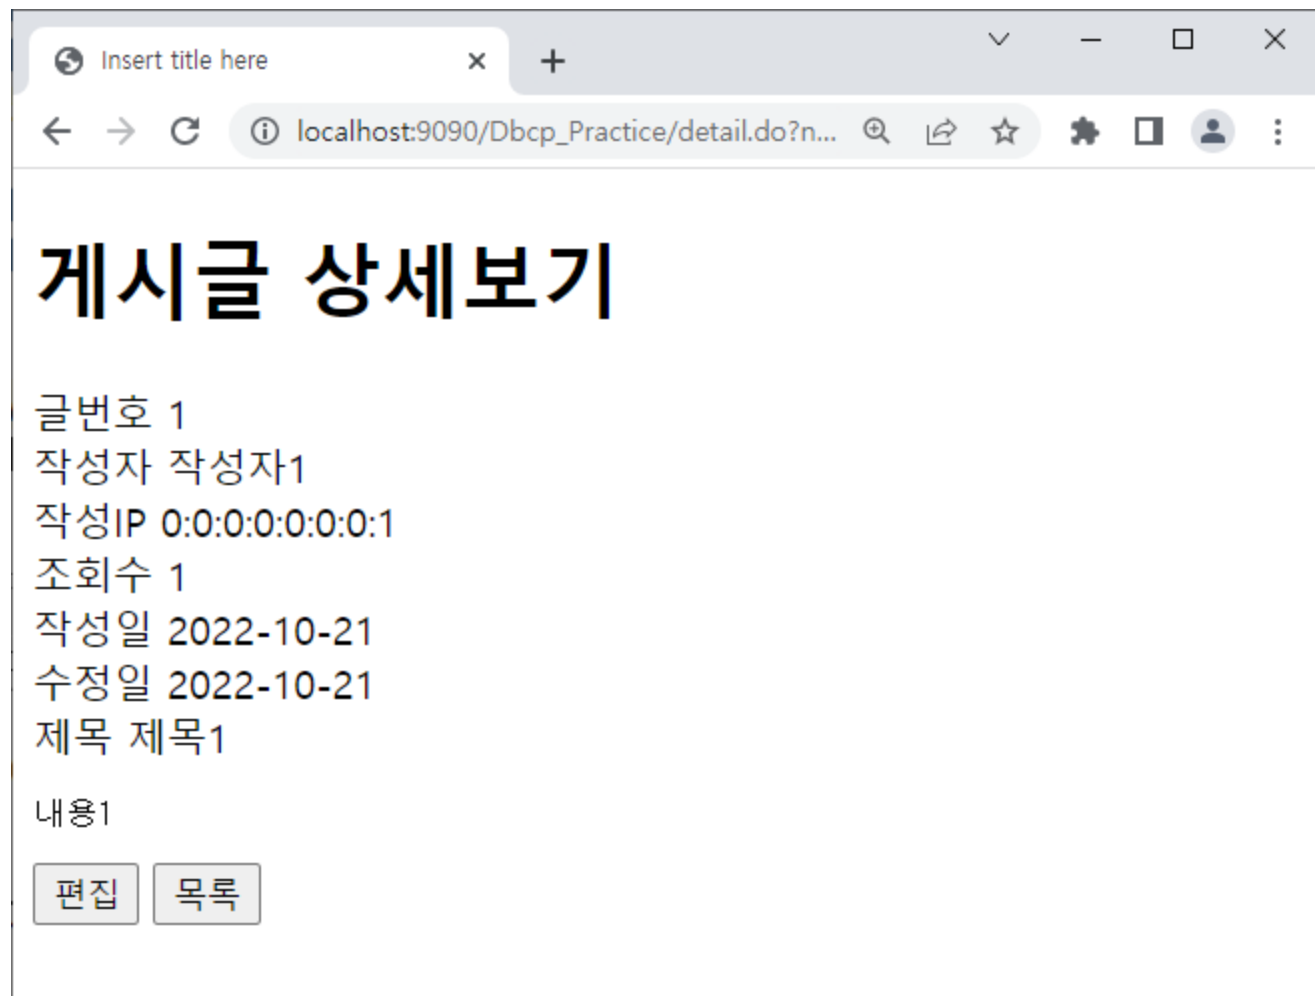 Insert title here
localhost:9090/Dbcp_Practice/detail.do?n...
게시글 상세보기
글번호 1
작성자 작성자1
작성IP 0:0:0:0:0:0:0:1
조회수 1
작성일 2022-10-21
수정일 2022-10-21
제목 제목1
내용1
편집 목록